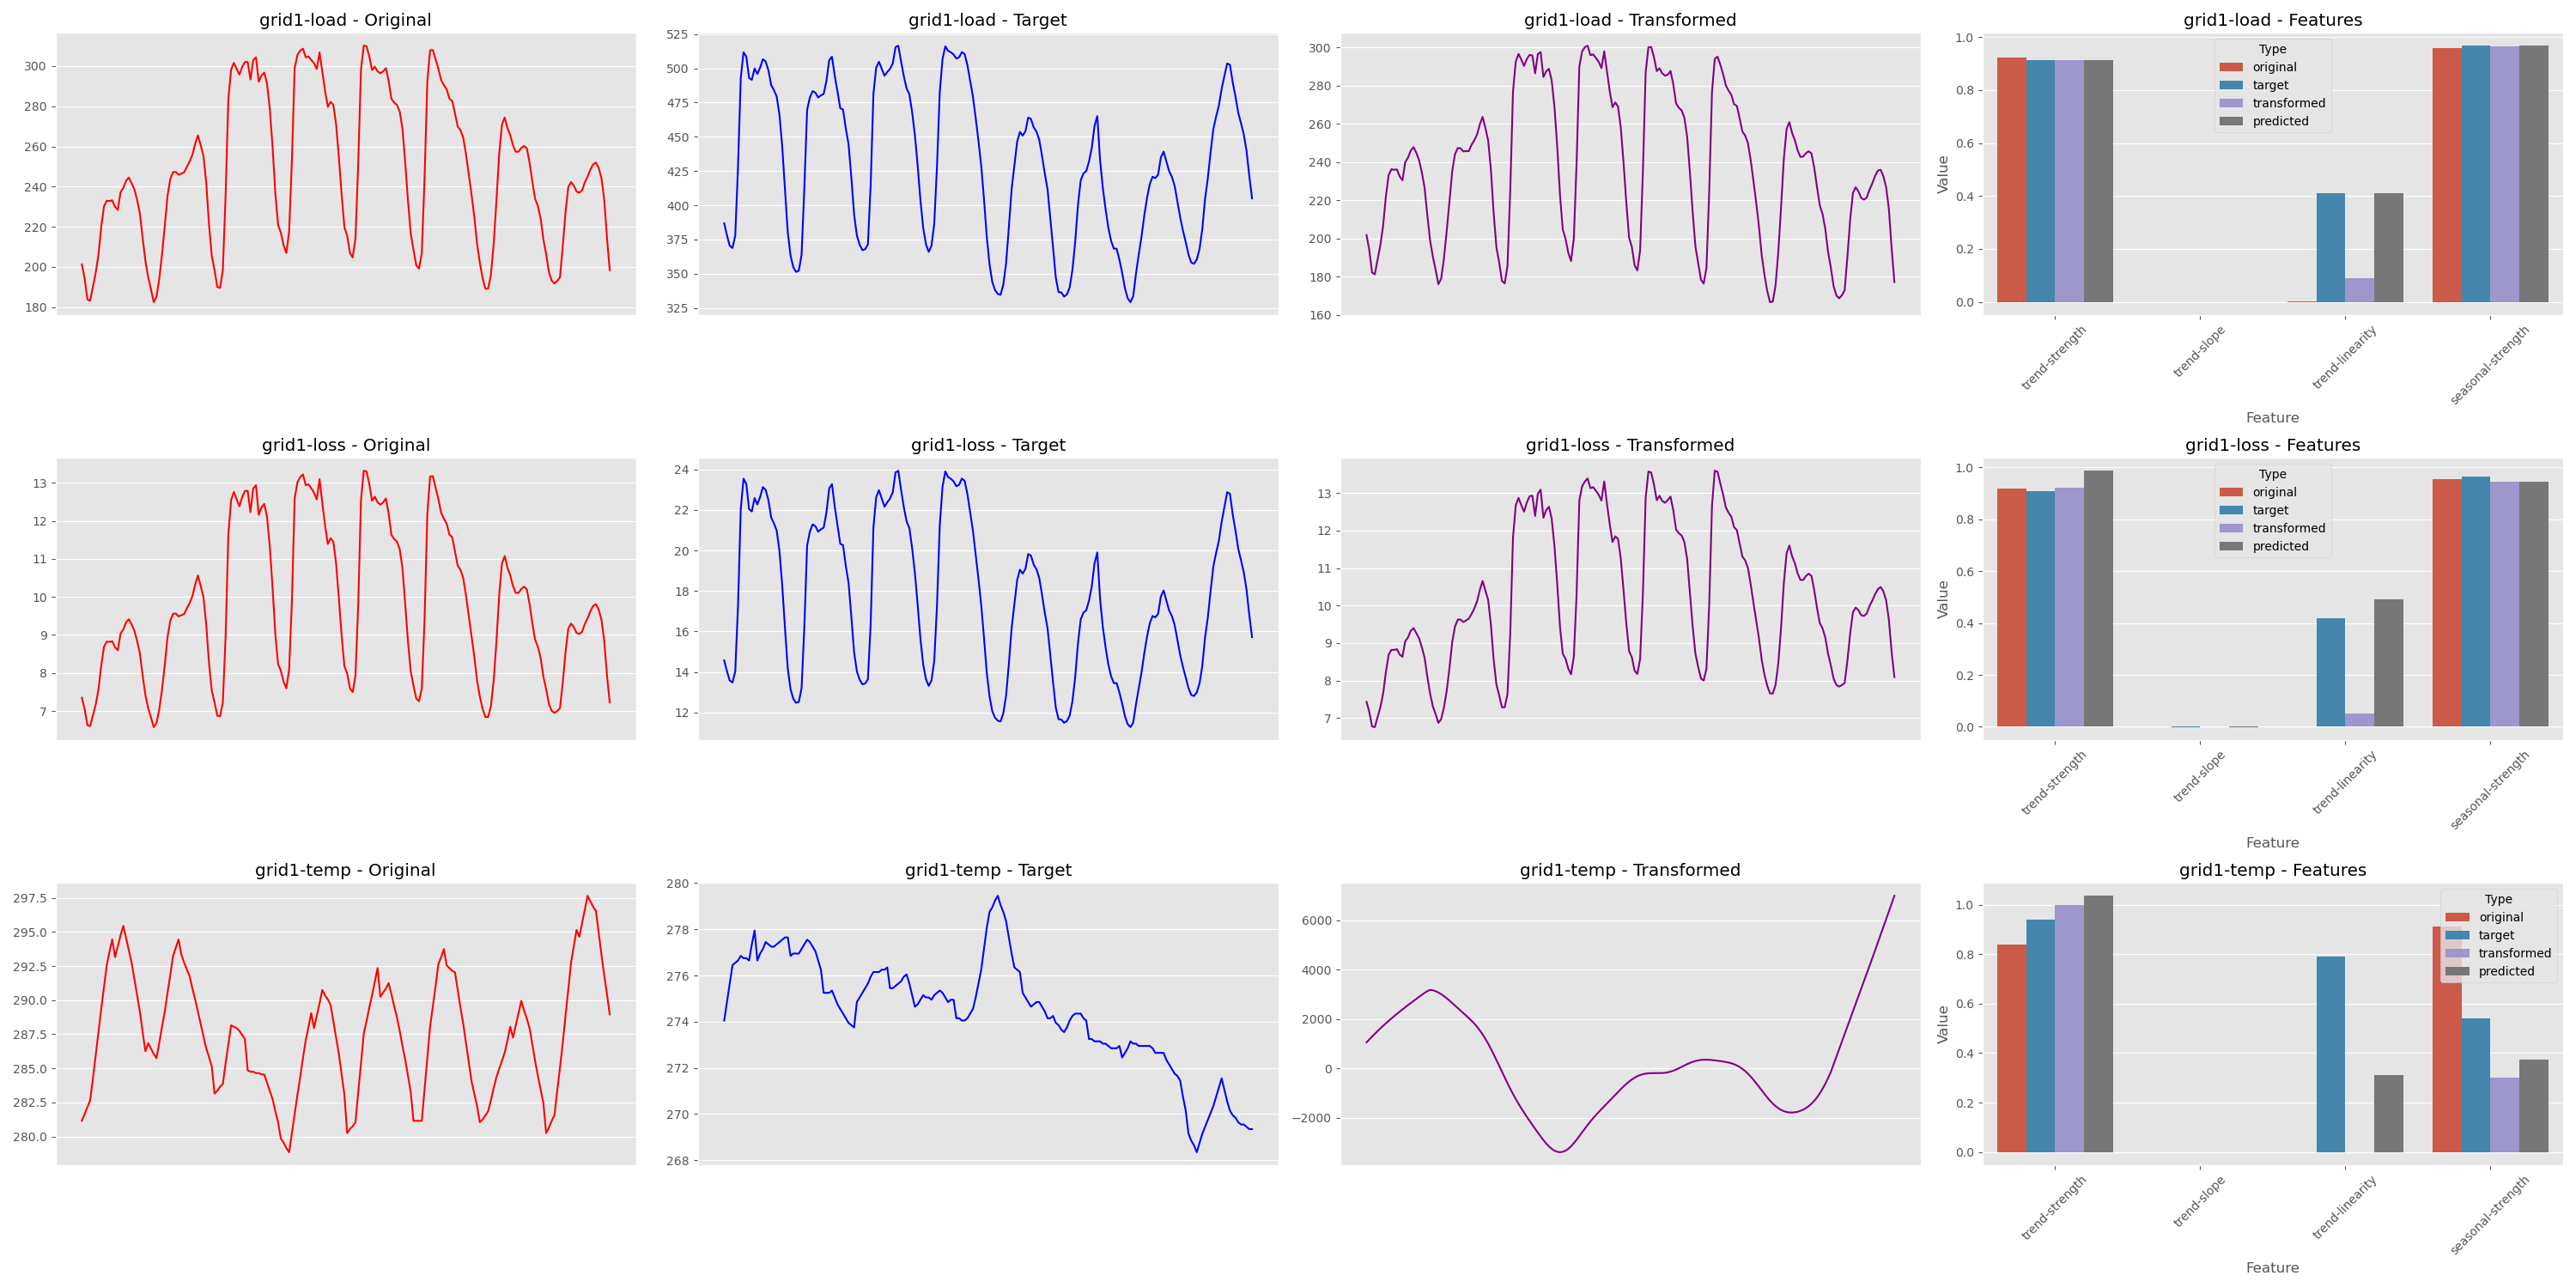 grid1-load - Original
300
280
260
240
220
200
180
grid1-load - Target
525
500
475
450
425
400
375
350
325
grid1-load - Transformed
300
280
260
240
220
200
180
160
grid1-load - Features
Value
1.0
0.8
0.6
0.4
0.2
0.0
Type
original
target
transformed
predicted
trend-strength
trend-slope
trend-linearity
seasonal-strength
Feature
grid1-loss - Original
13
12
11
10
9
8
7
grid1-loss - Target
24
22
20
18
16
14
12
grid1-loss - Transformed
13
12
11
10
9
8
7
grid1-loss - Features
Value
1.0
0.8
0.6
0.4
0.2
0.0
Type
original
target
transformed
predicted
trend-strength
trend-slope
trend-linearity
seasonal-strength
Feature
grid1-temp - Original
297.5
295.0
292.5
290.0
287.5
285.0
282.5
280.0
grid1-temp - Target
280
278
276
274
272
270
268
grid1-temp - Transformed
6000
4000
2000
0
−2000
grid1-temp - Features
Value
1.0
0.8
0.6
0.4
0.2
0.0
Type
original
target
transformed
predicted
trend-strength
trend-slope
trend-linearity
seasonal-strength
Feature